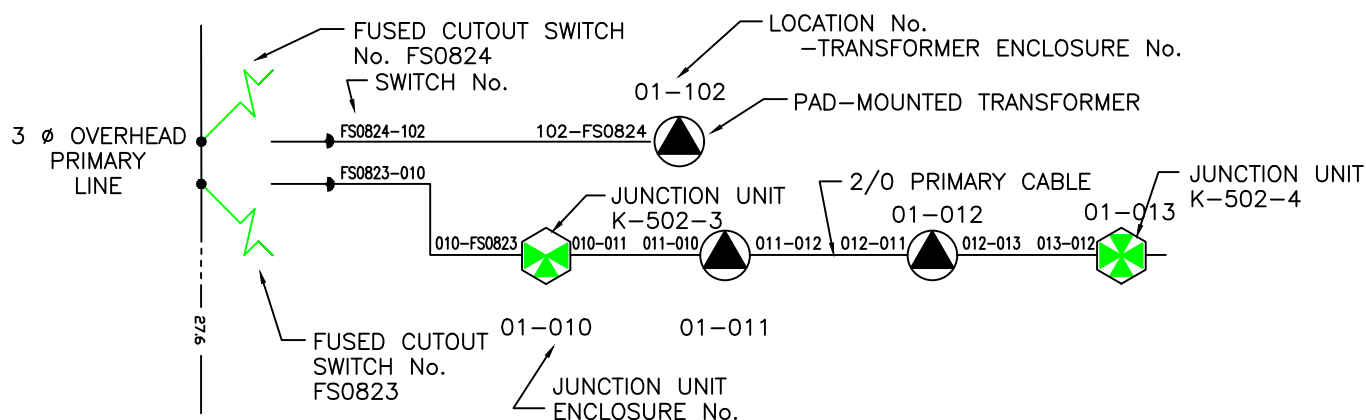 FUSED CUTOUT SWITCH
No. FS0824
SWITCH No.
LOCATION No.
-TRANSFORMER ENCLOSURE No.
01-102
PAD-MOUNTED TRANSFORMER
3 ø OVERHEAD
PRIMARY
LINE
FS0824-102
102-FS0824
FS0823-010
JUNCTION UNIT
K-502-3
2/0 PRIMARY CABLE
JUNCTION UNIT
K-502-4
01-012
01-013
010-FS0823
010-011
011-010
011-012
012-011
012-013
013-012
27.6
01-010
01-011
FUSED CUTOUT
SWITCH No.
FS0823
JUNCTION UNIT
ENCLOSURE No.